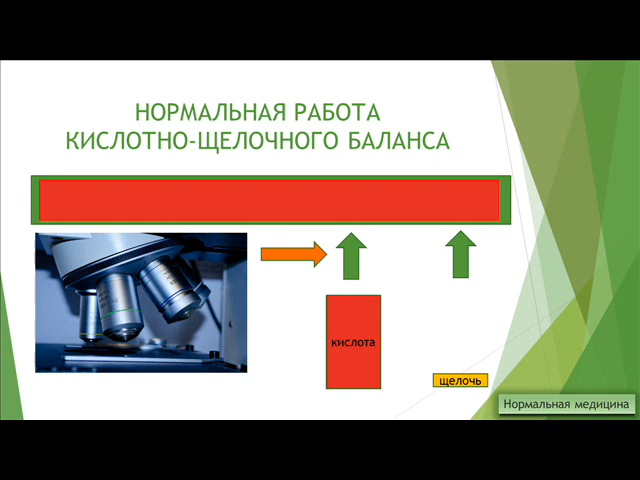 НОРМАЛЬНАЯ РАБОТА
КИСЛОТНО-ЩЕЛОЧНОГО БАЛАНСА
кислота
щелочь
Нормальная медицина